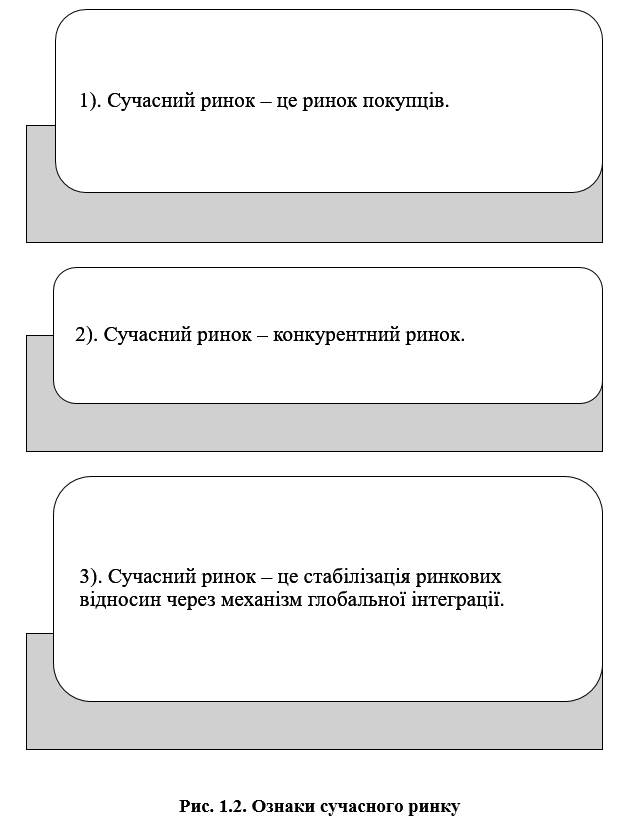 1). Сучасний ринок – це ринок покупців.
2). Сучасний ринок – конкурентний ринок.
3). Сучасний ринок – це стабілізація ринкових
відносин через механізм глобальної інтеграції.
Рис. 1.2. Ознаки сучасного ринку